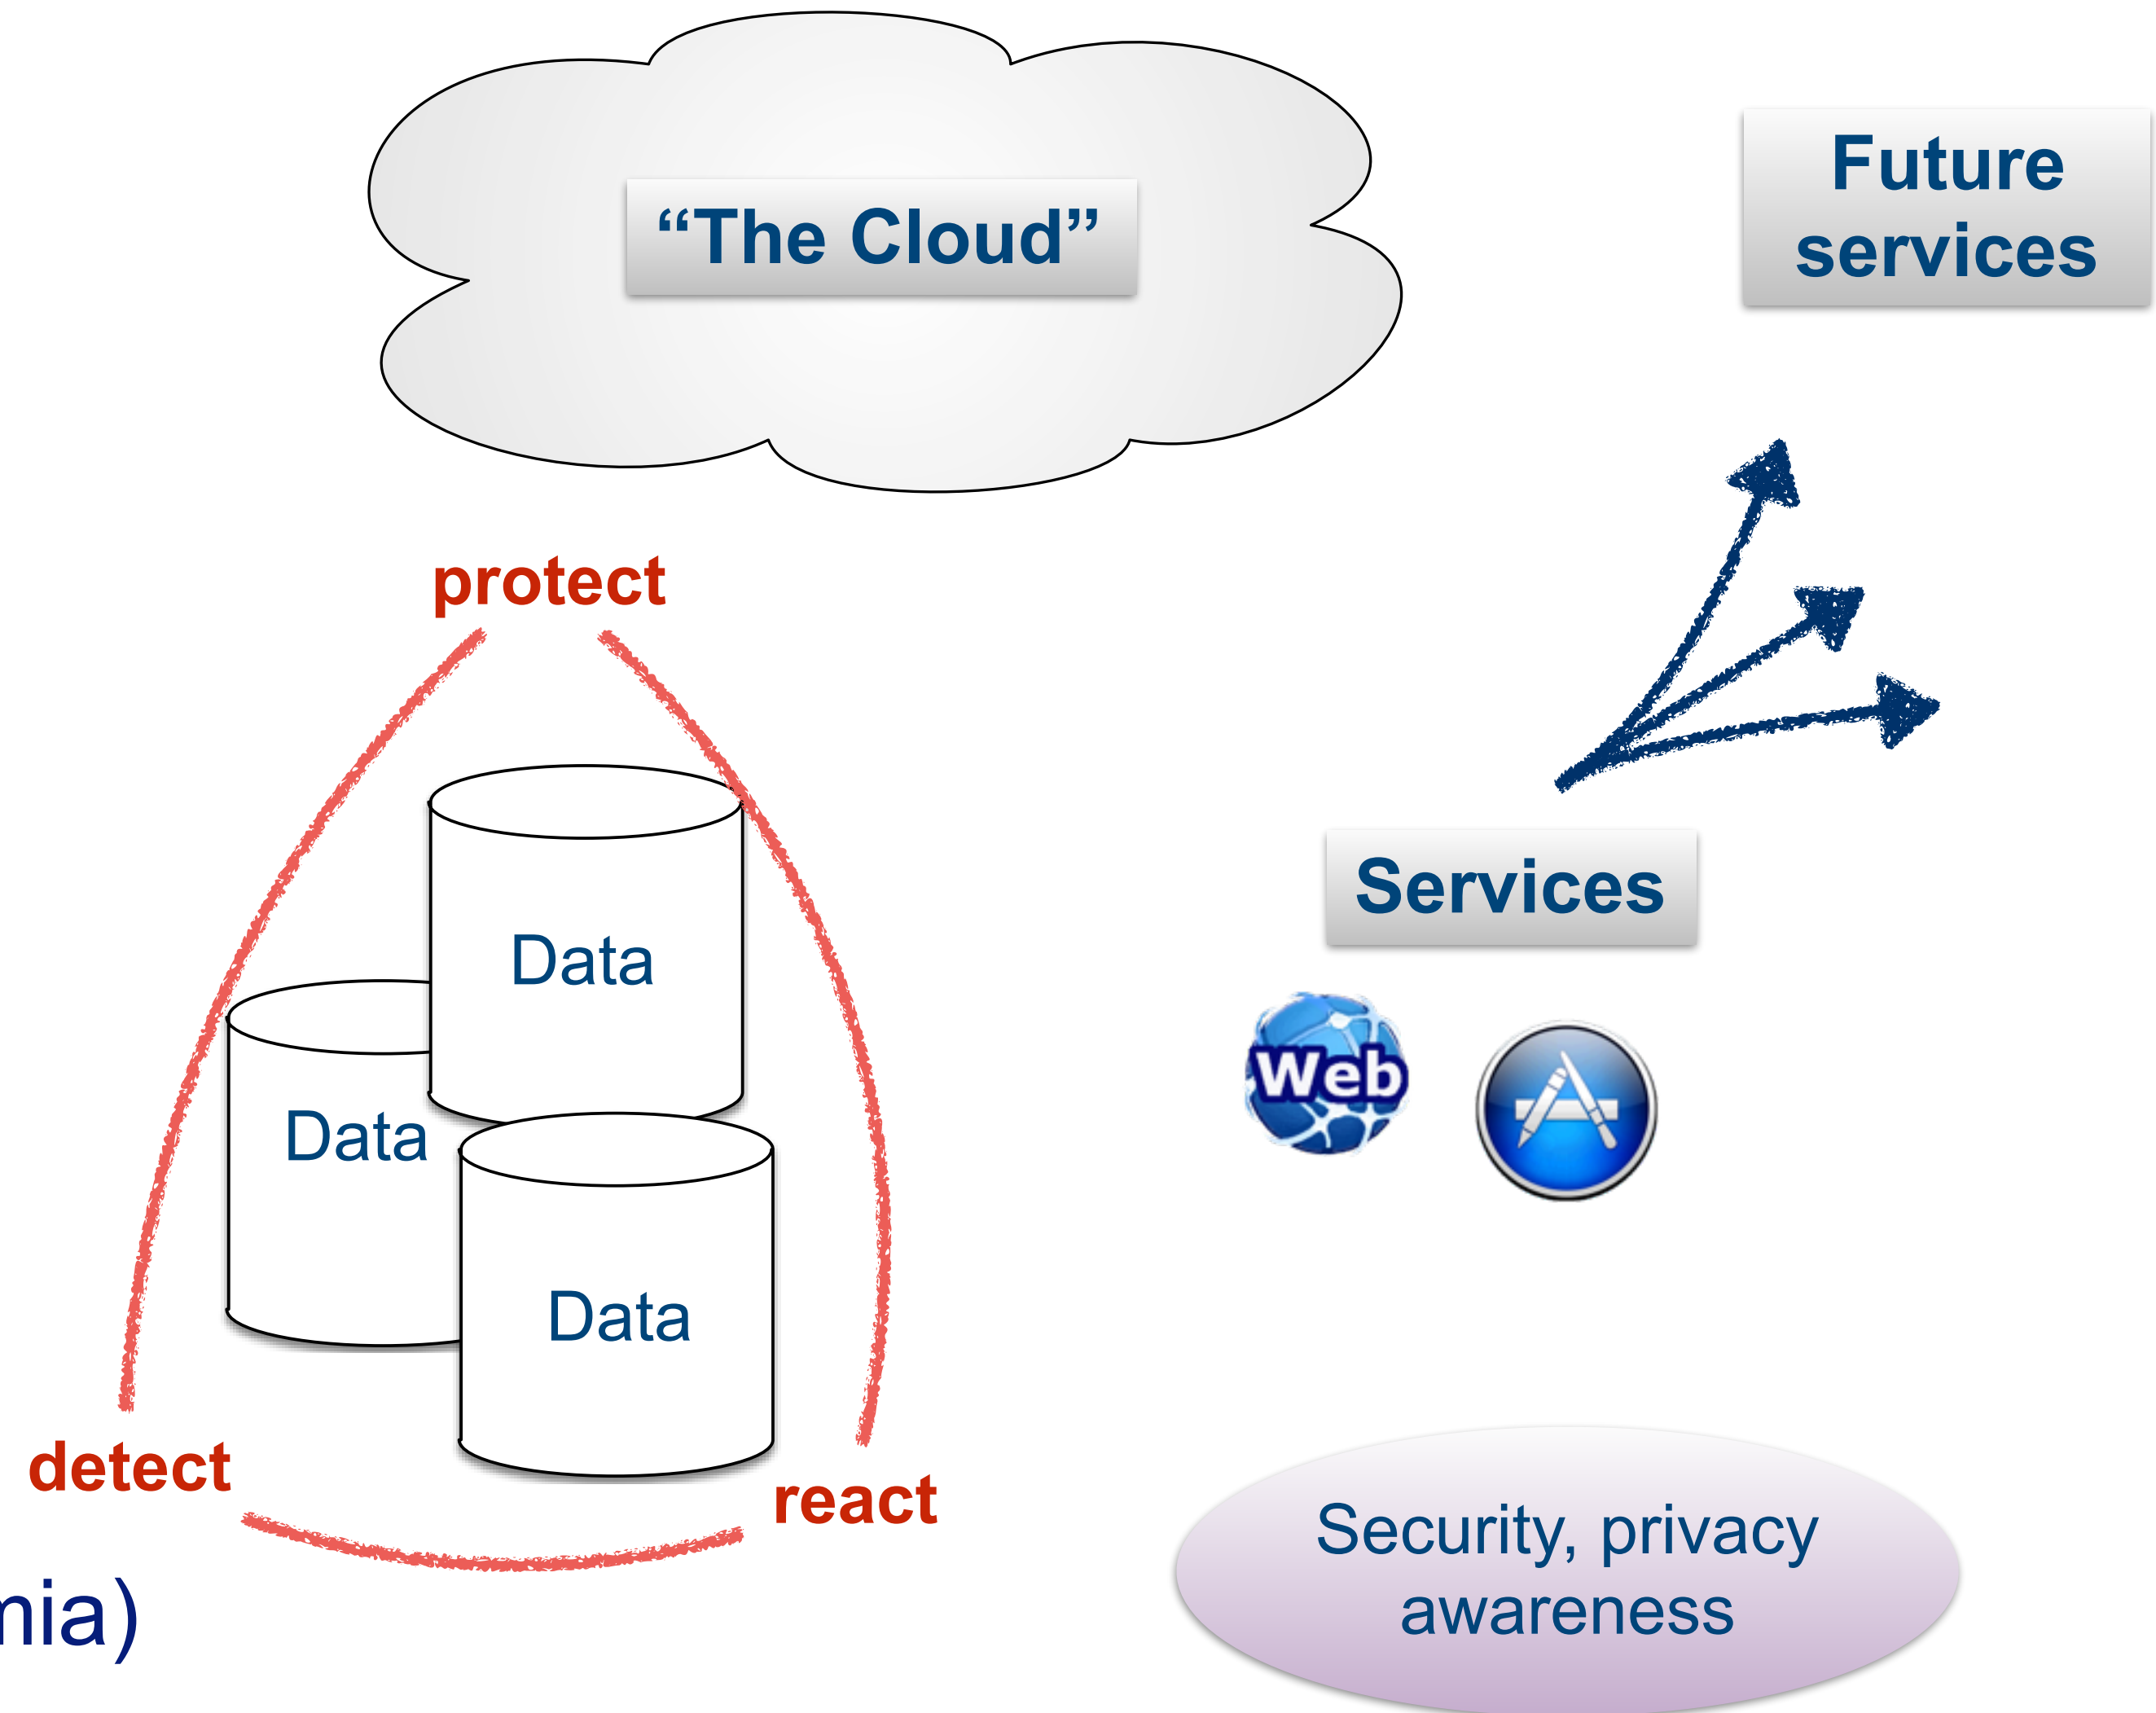 “The Cloud”
Future
services
protect
Services
Data
Web
Data
Data
detect
react
Security, privacy
awareness
nia)